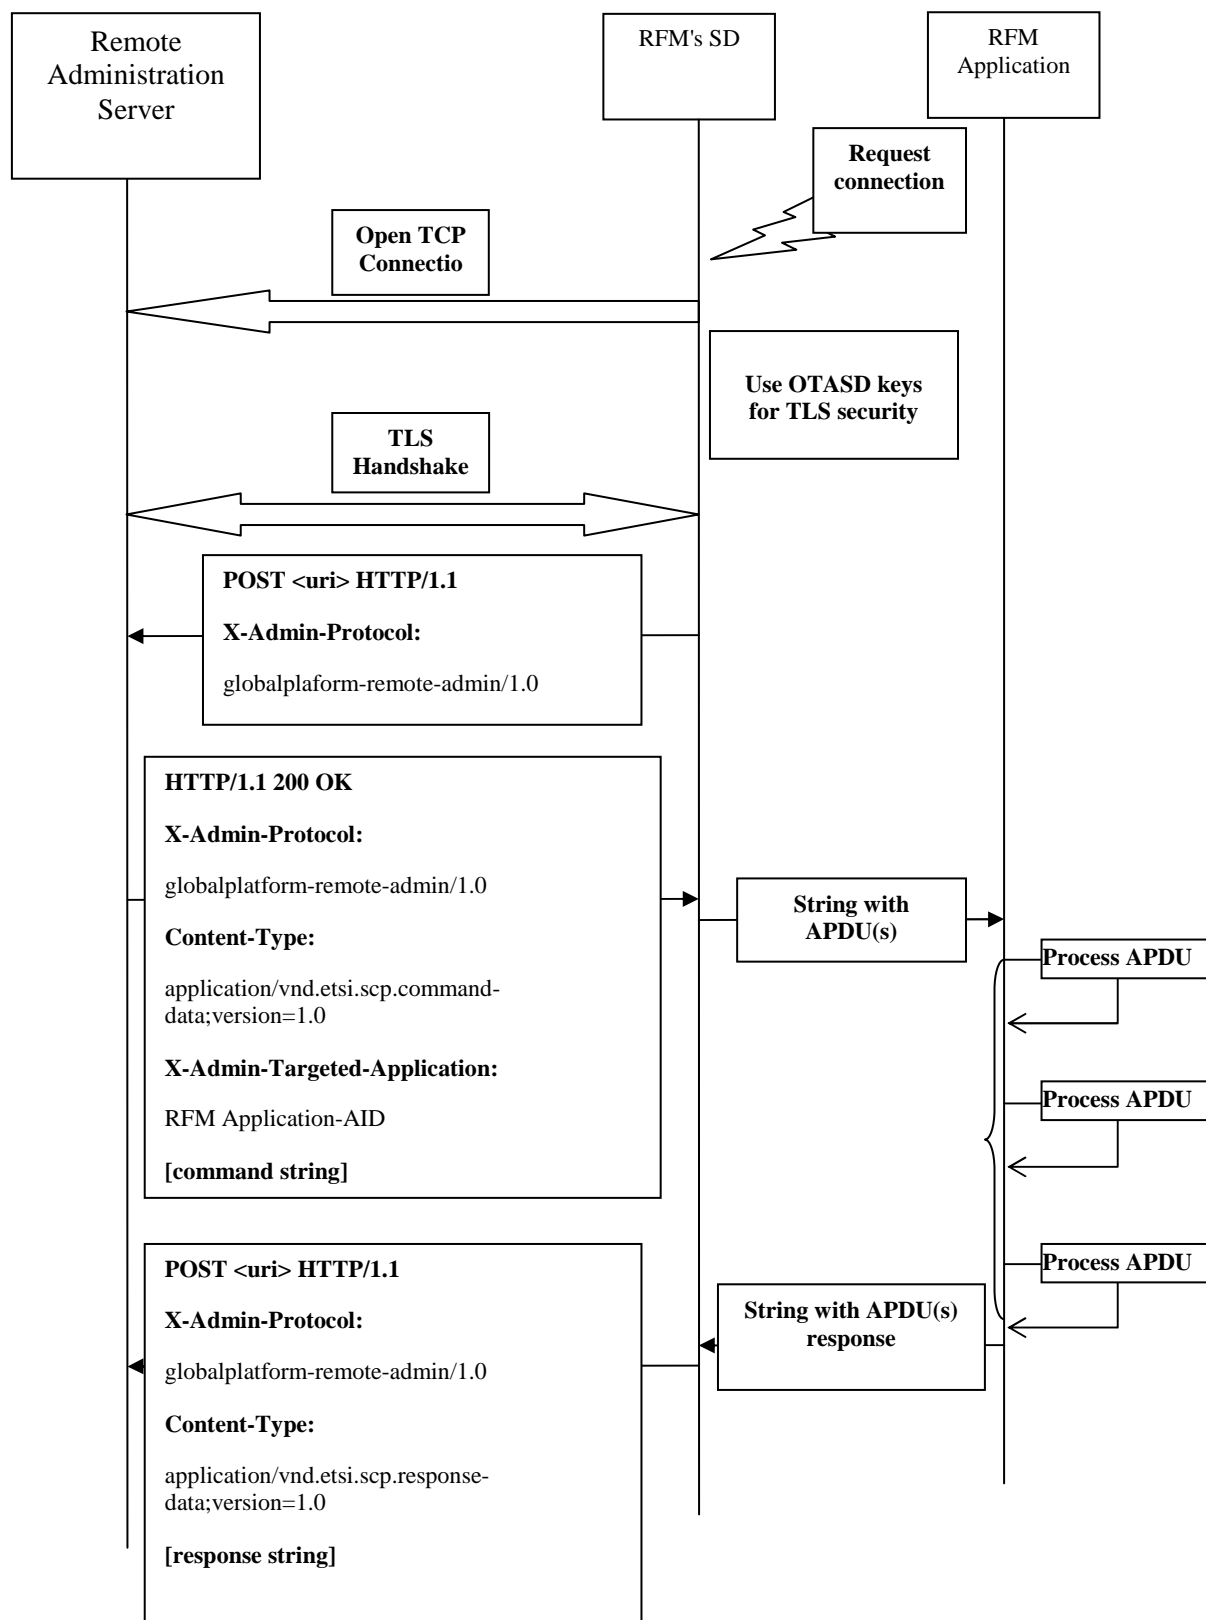 Remote
Administration
Server
RFM's SD
RFM
Application
Request
connection
Open TCP
Connectio
Use OTASD keys
for TLS security
TLS
Handshake
POST <uri> HTTP/1.1
X-Admin-Protocol:
globalplaform-remote-admin/1.0
HTTP/1.1 200 OK
X-Admin-Protocol:
globalplatform-remote-admin/1.0
Content-Type:
application/vnd.etsi.scp.command-
data;version=1.0
X-Admin-Targeted-Application:
RFM Application-AID
[command string]
String with
APDU(s)
Process APDU
Process APDU
Process APDU
String with APDU(s)
response
POST <uri> HTTP/1.1
X-Admin-Protocol:
globalplatform-remote-admin/1.0
Content-Type:
application/vnd.etsi.scp.response-
data;version=1.0
[response string]